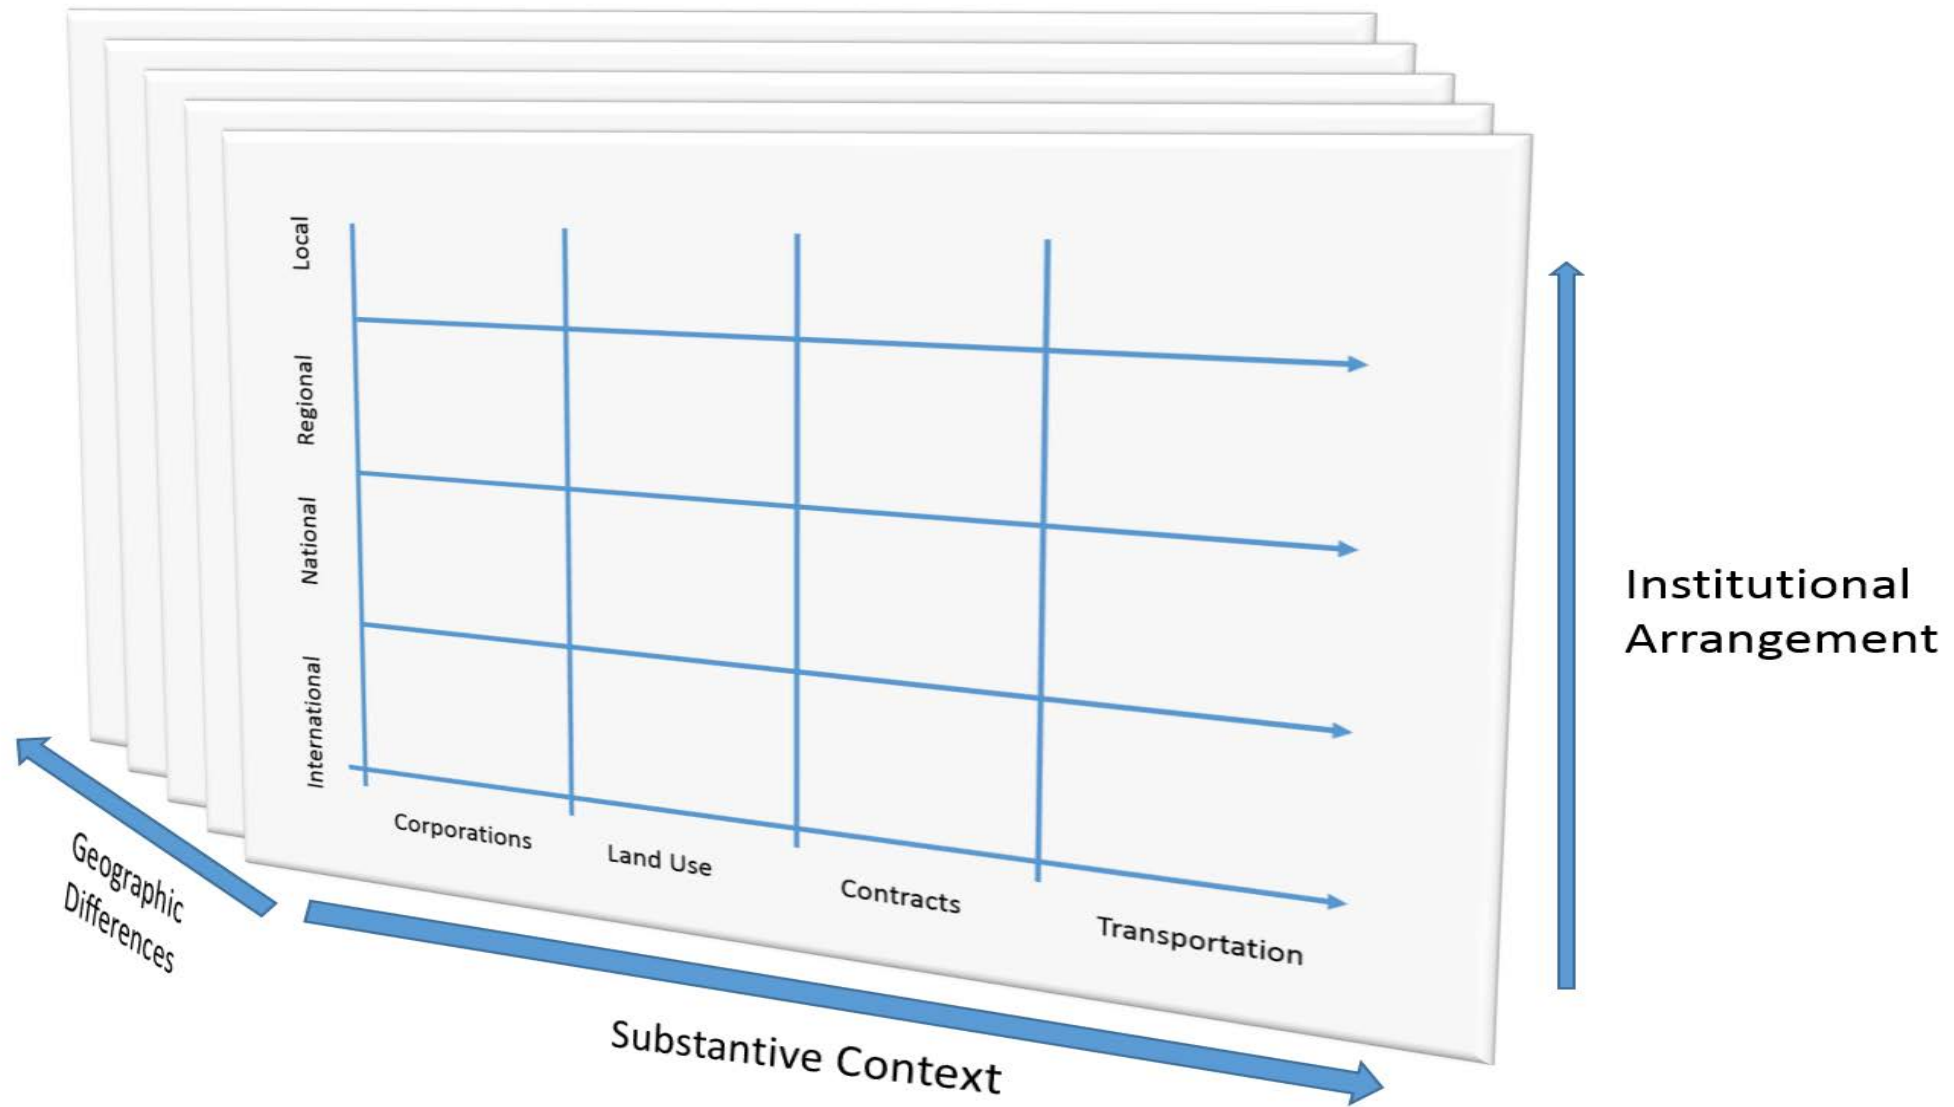 Local
Regional
National
International
Corporations
Land Use
Contracts
Transportation
Institutional
Arrangement
Geographic
Differences
Substantive Context